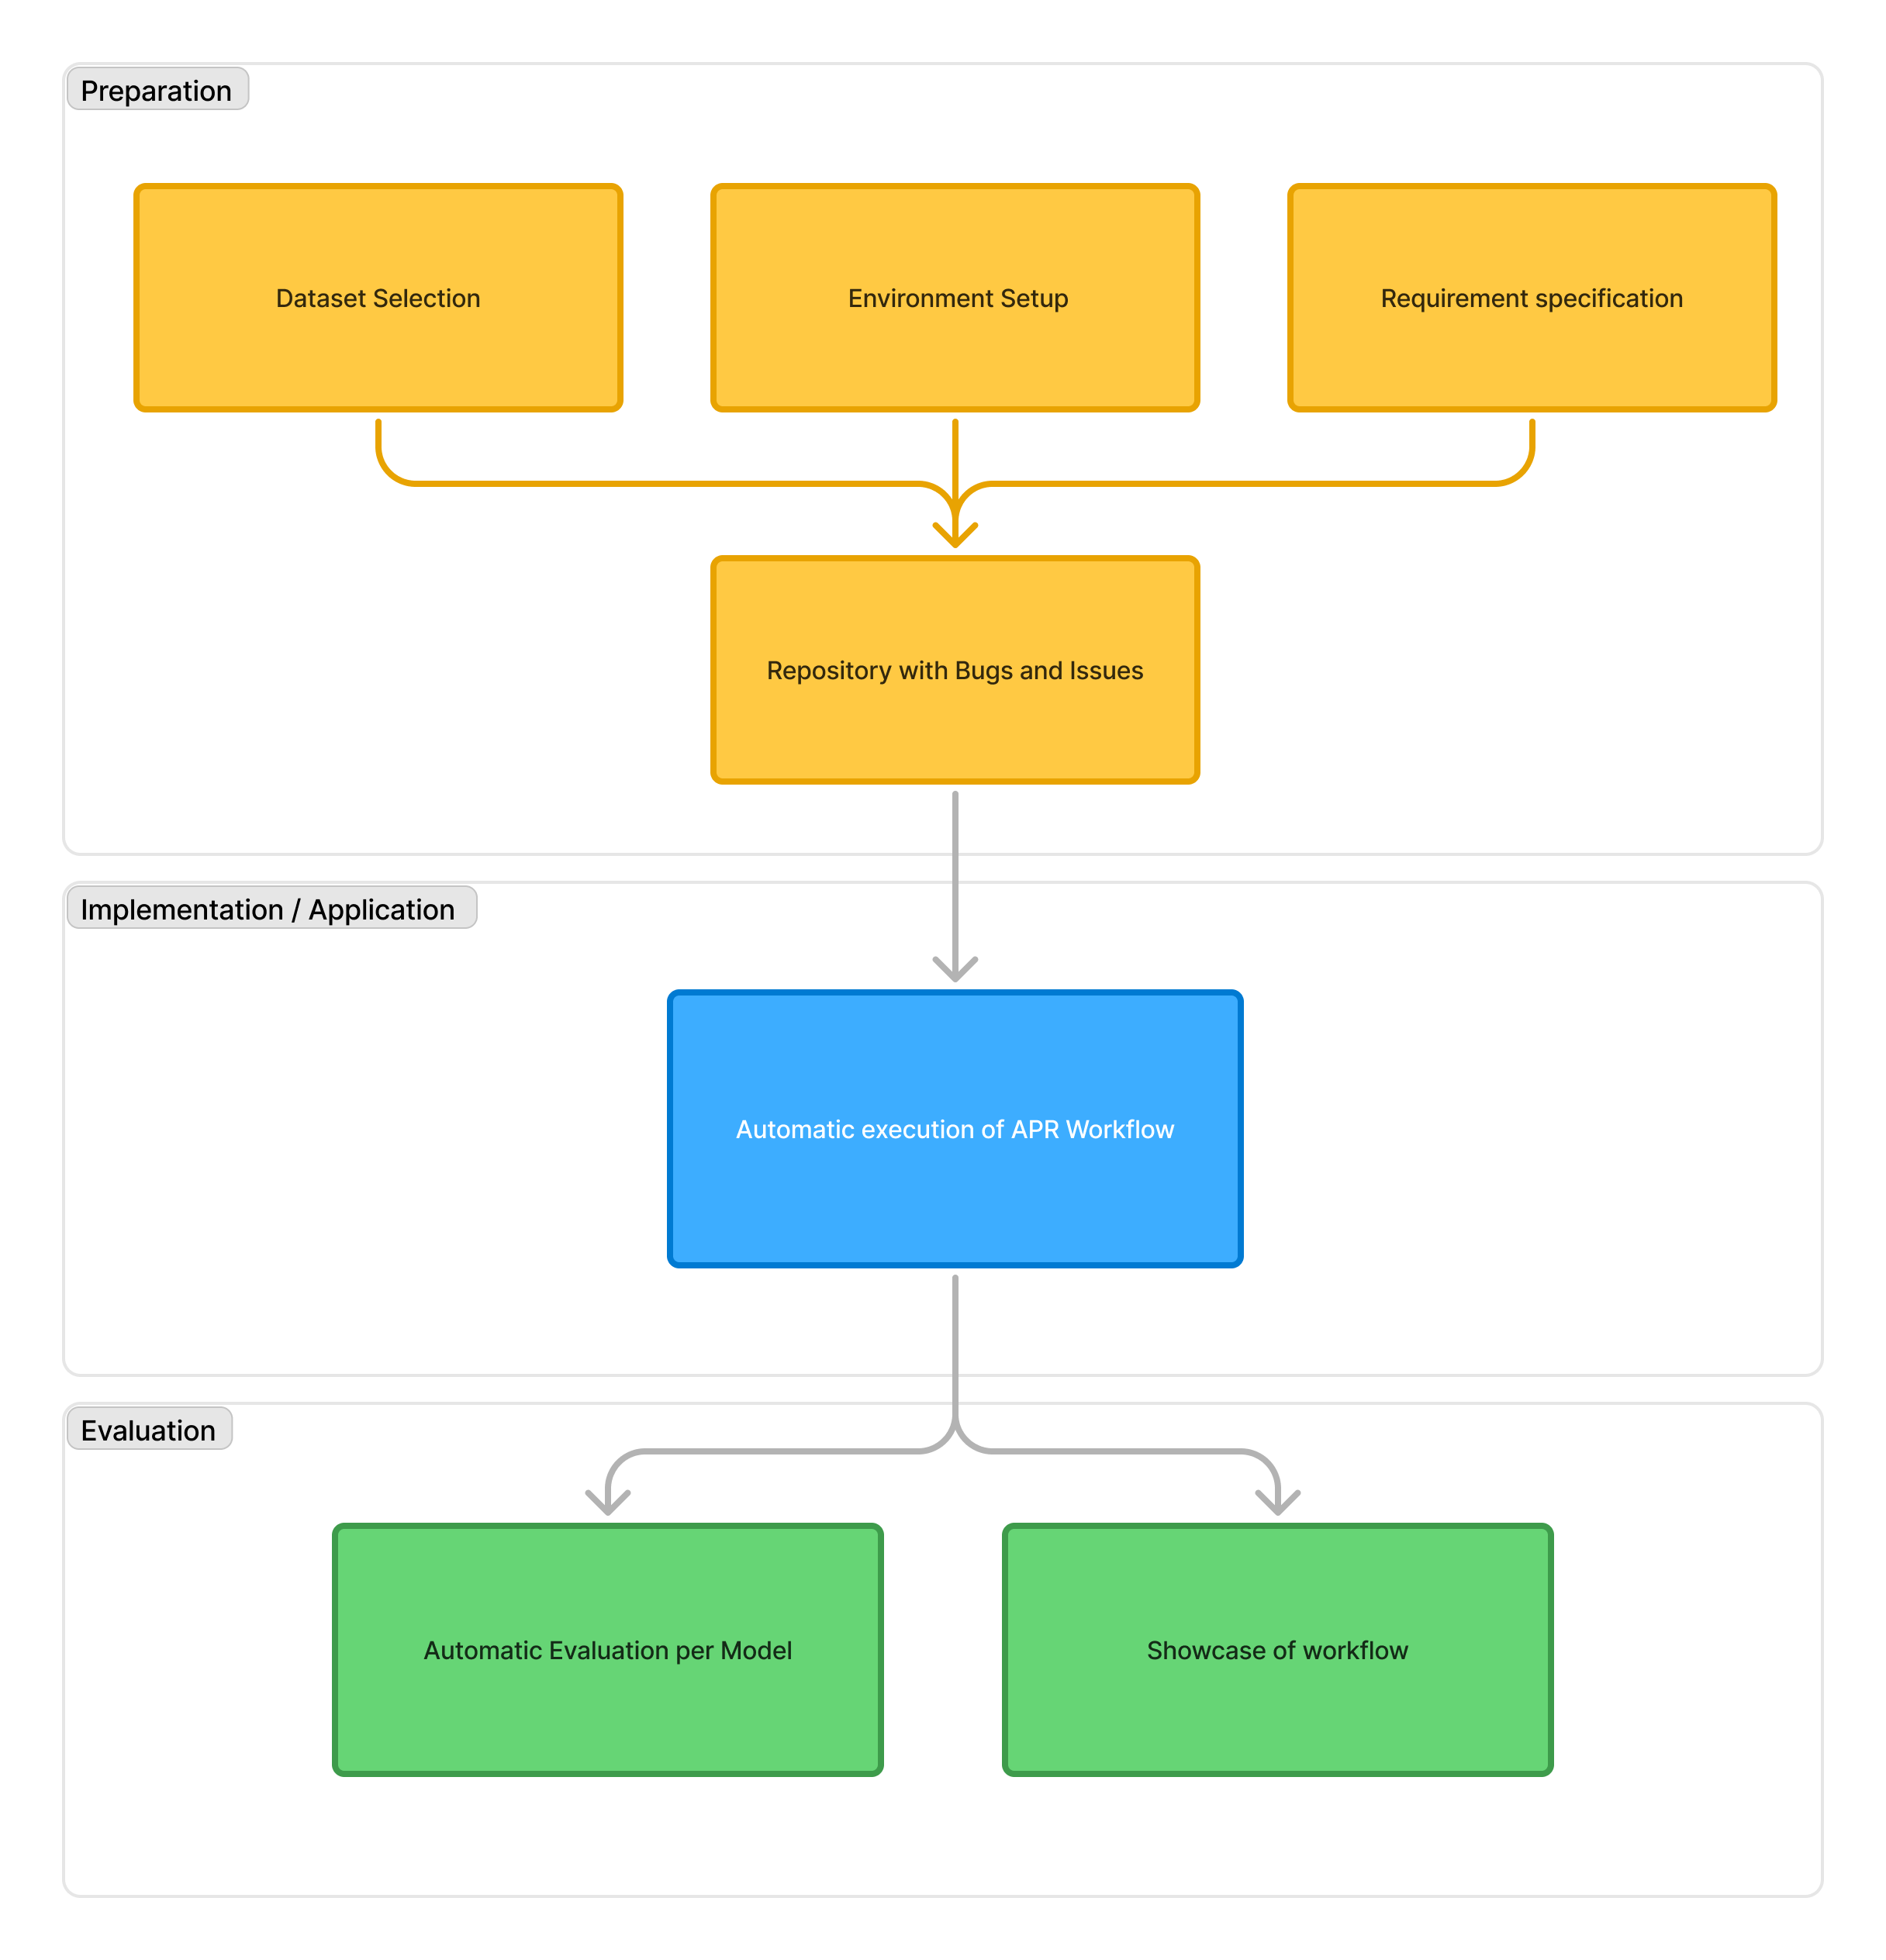 Preparation
Dataset Selection
Environment Setup
Requirement specification
Repository with Bugs and Issues
Implementation / Application
Automatic execution of APR Workflow
Evaluation
Automatic Evaluation per Model
Showcase of workflow